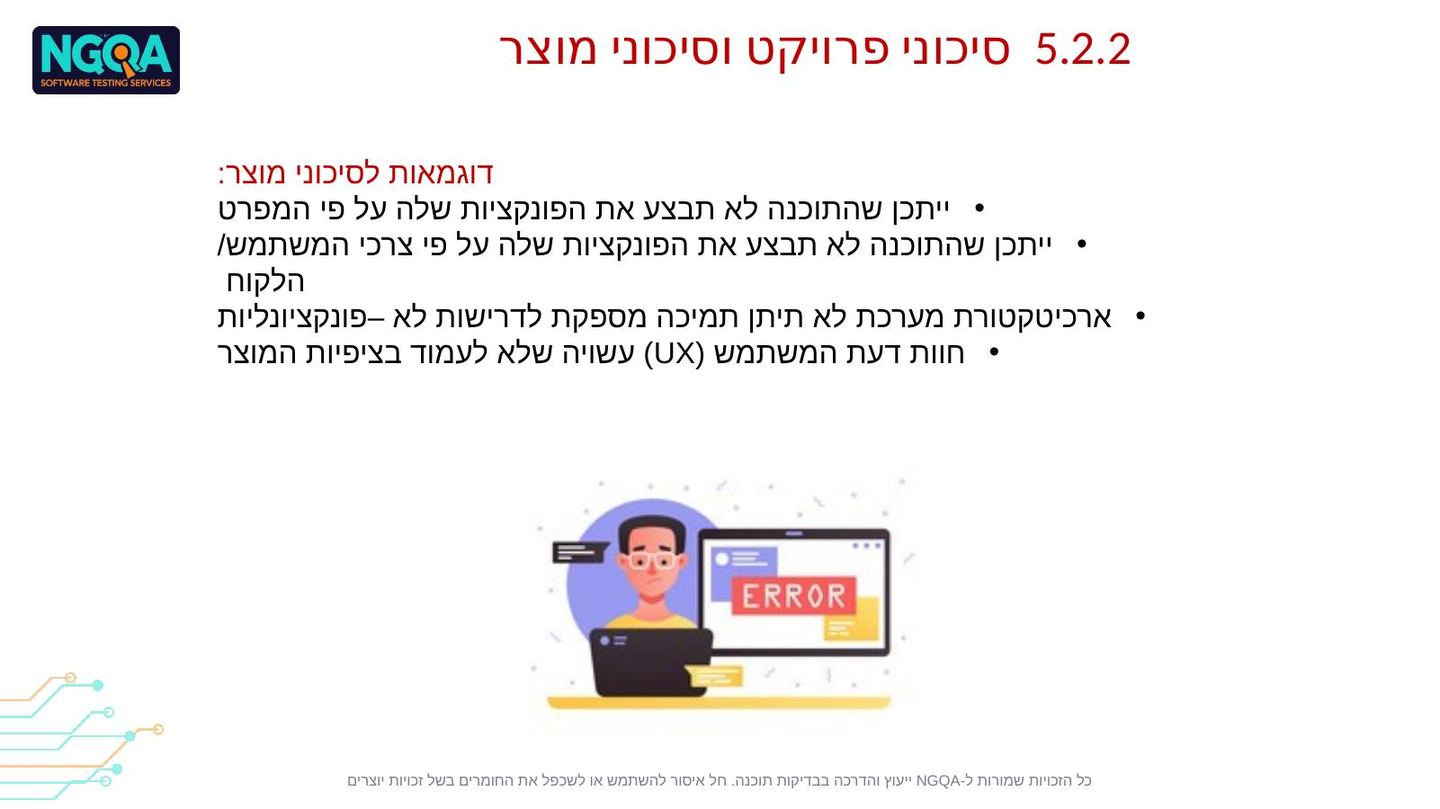 NGQA
SOFTWARE TESTING SERVICES
5.2.2 סיכוני פרויקט וסיכוני מוצר
דוגמאות לסיכוני מוצר:
• ייתכן שהתוכנה לא תבצע את הפונקציות שלה על פי המפרט
• ייתכן שהתוכנה לא תבצע את הפונקציות שלה על פי צרכי המשתמש/
הלקוח
• ארכיטקטורת מערכת לא תיתן תמיכה מספקת לדרישות לא –פונקציונליות
• חוות דעת המשתמש (UX) עשויה שלא לעמוד בציפיות המוצר
ERROR
כל הזכויות שמורות ל-NGQA ייעוץ והדרכה בבדיקות תוכנה. חל איסור להשתמש או לשכפל את החומרים בשל זכויות יוצרים